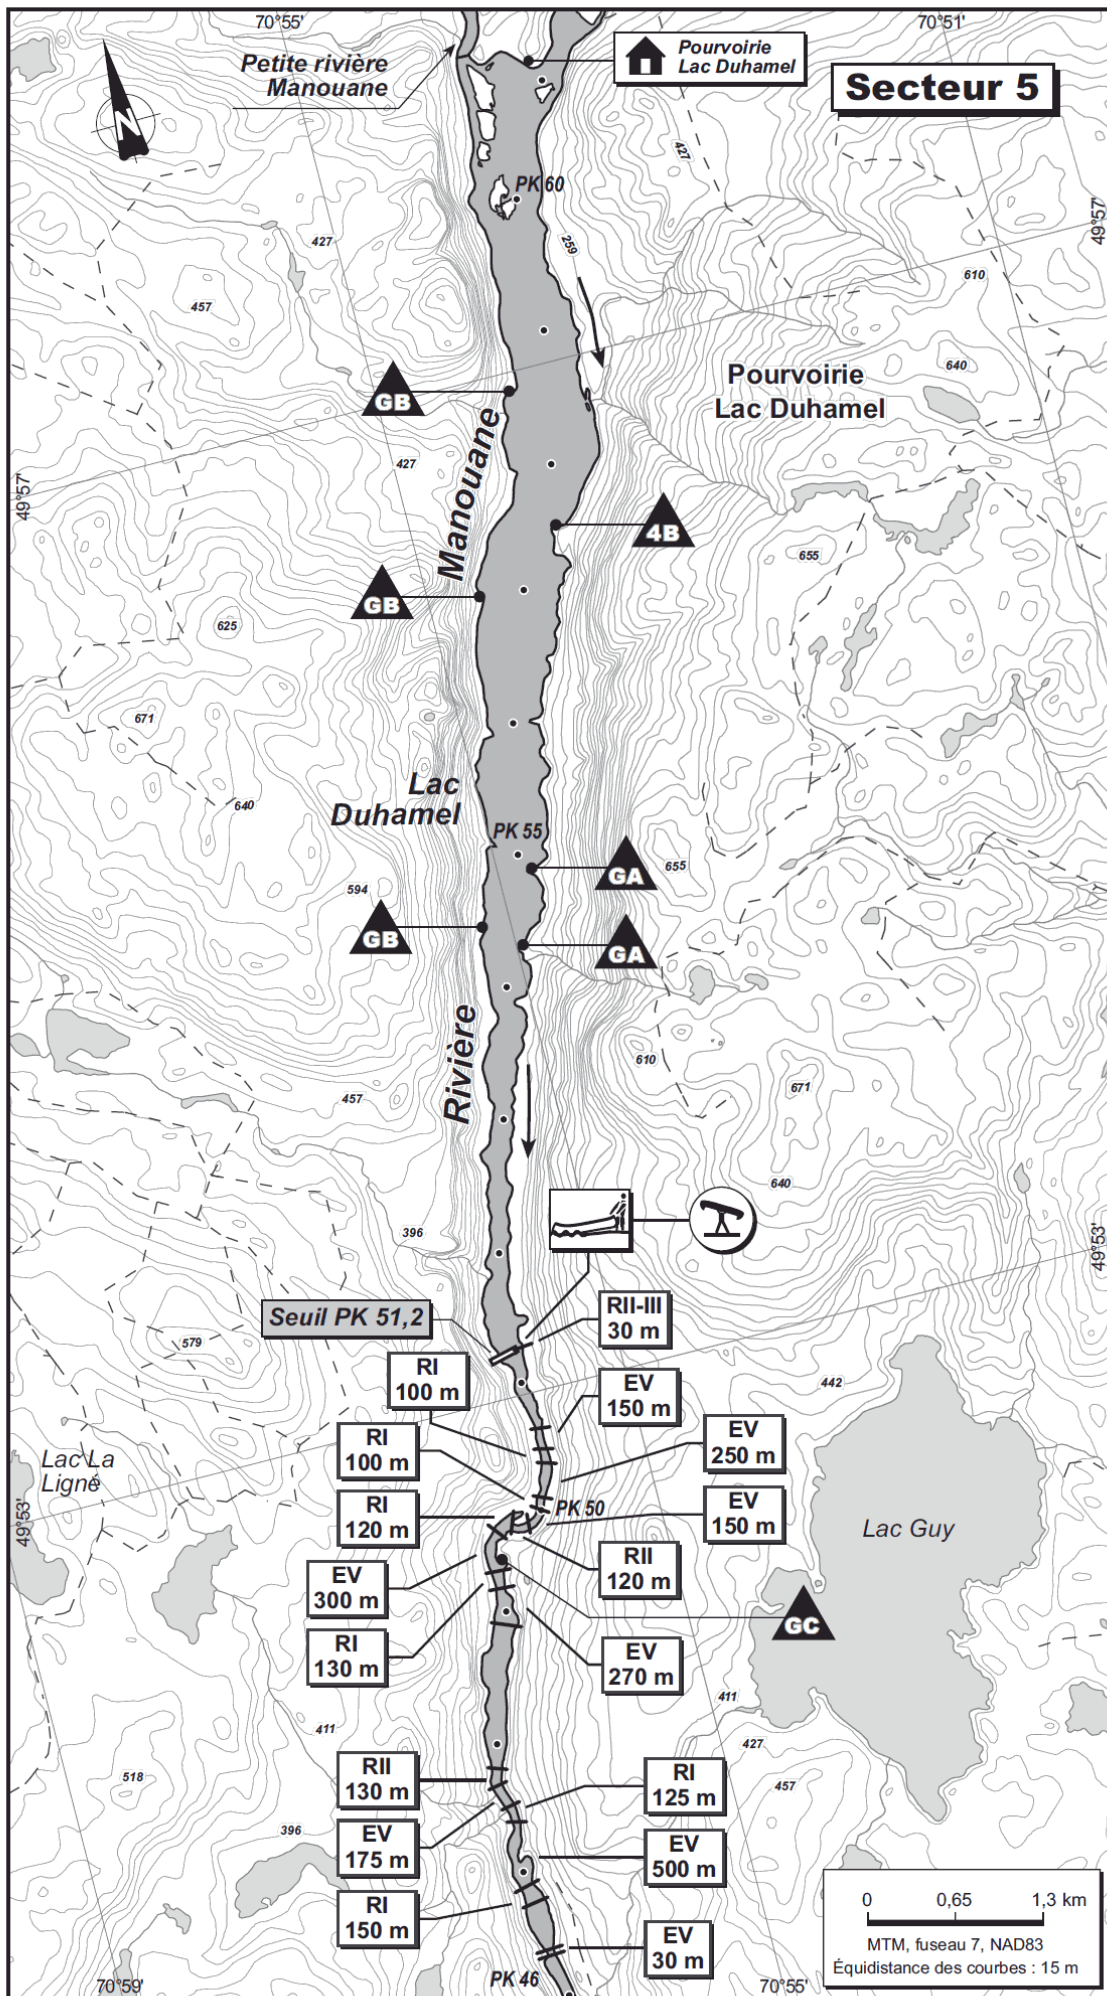 70°55'
70°51'
Petite rivière
Manouane
Pourvoirie
Lac Duhamel
Secteur 5
N
427
PK 60
49°57'
427
259
610
457
640
Pourvoirie
Lac Duhamel
GB
Manouane
427
49°57'
4B
655
GB
625
671
Lac
Duhamel
640
PK 55
GA
655
594
GB
GA
Rivière
610
671
457
640
396
49°53'
Seuil PK 51,2
RII-III
30 m
579
RI
100 m
EV
150 m
442
RI
100 m
EV
250 m
Lac La
Ligne
PK 50
RI
120 m
EV
150 m
49°53'
Lac Guy
RII
120 m
EV
300 m
GC
RI
130 m
EV
270 m
411
411
427
RII
130 m
RI
125 m
518
457
396
EV
175 m
EV
500 m
RI
150 m
EV
30 m
0 0,65 1,3 km
MTM, fuseau 7, NAD83
Équidistance des courbes : 15 m
PK 46
70°59'
70°55'